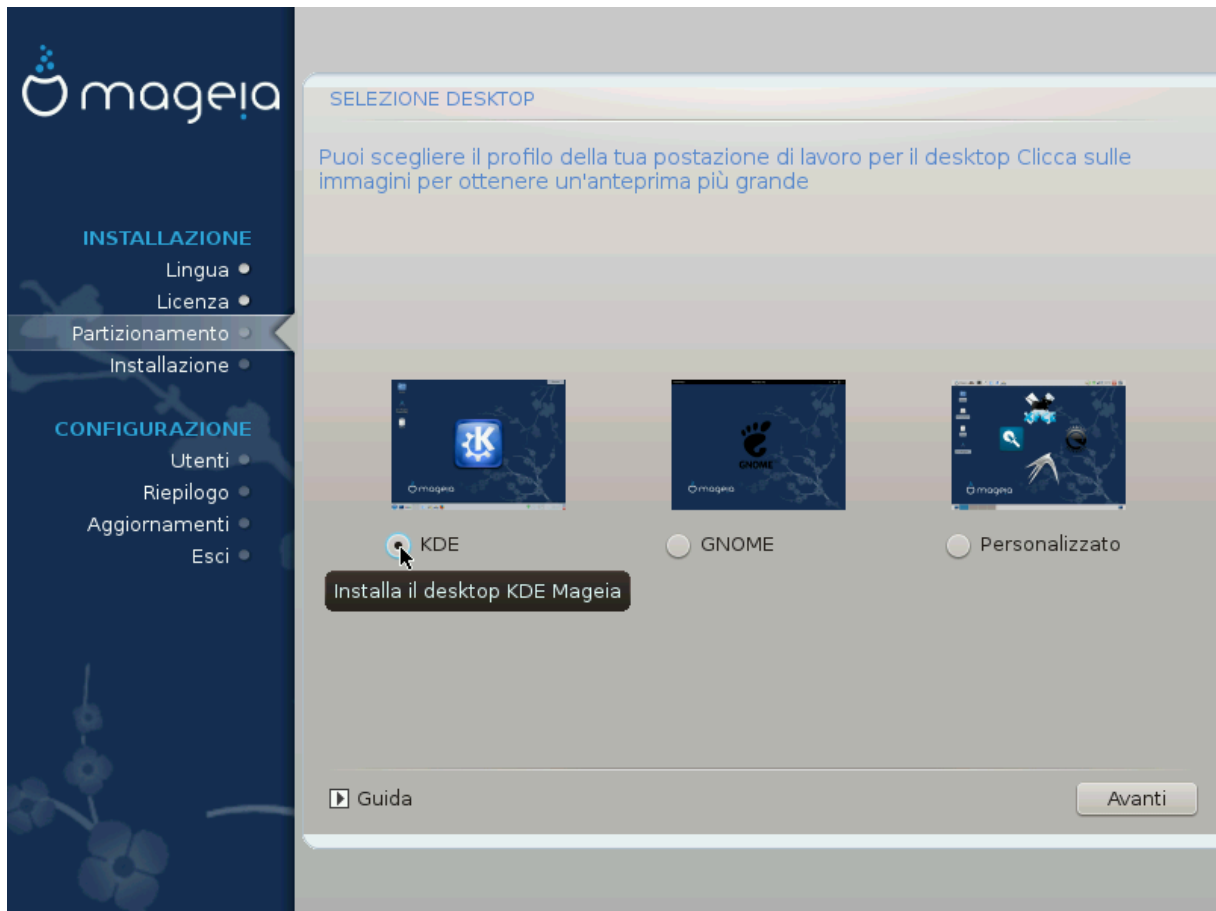 mageia
INSTALLAZIONE
Lingua
Licenza
Partizionamento
Installazione
CONFIGURAZIONE
Utenti
Riepilogo
Aggiornamenti
Esci
SELEZIONE DESKTOP
Puoi scegliere il profilo della tua postazione di lavoro per il desktop Clicca sulle
immagini per ottenere un'anteprima più grande
K
mageia
GNOME
mageia
mageia
KDE
GNOME
Personalizzato
Installa il desktop KDE Mageia
Guida
Avanti